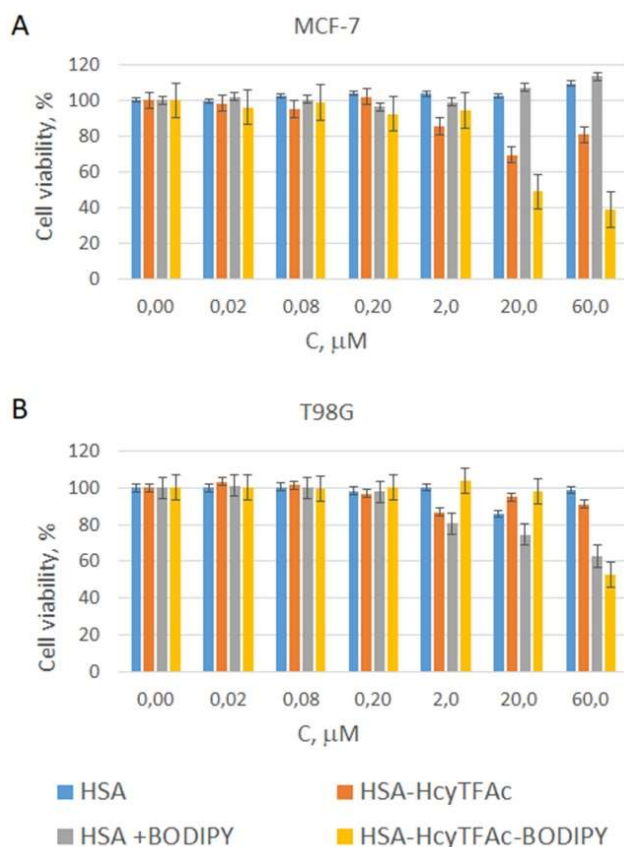 A
MCF-7
Cell viability, %
120
100
80
60
40
20
0
0,00 0,02 0,08 0,20 2,0 20,0 60,0
C, μM
B
T98G
Cell viability, %
120
100
80
60
40
20
0
0,00 0,02 0,08 0,20 2,0 20,0 60,0
C, μM
HSA HSA-HcyTFAc
HSA +BODIPY HSA-HcyTFAc-BODIPY